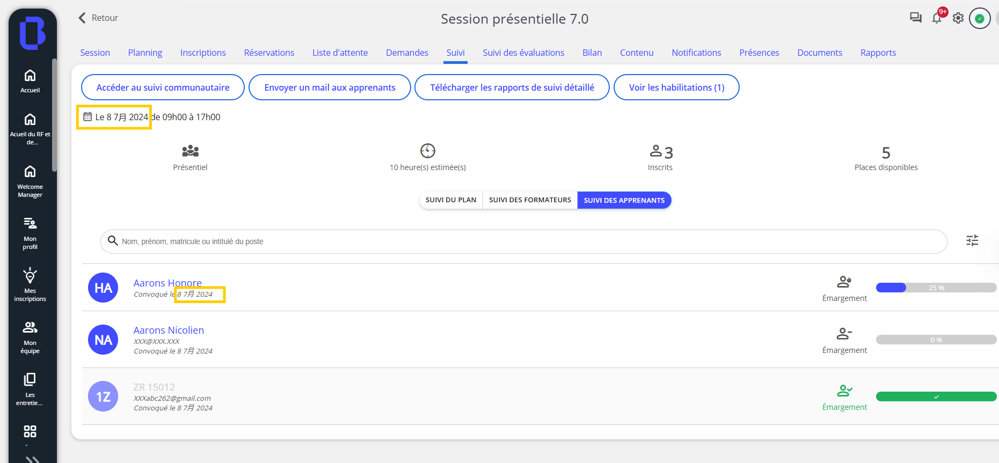 Retour
Session présentielle 7.0
9+
Session Planning Inscriptions Réservations Liste d'attente Demandes Suivi Suivi des évaluations Bilan Contenu Notifications Présences Documents Rapports
Accéder au suivi communautaire Envoyer un mail aux apprenants Télécharger les rapports de suivi détaillé Voir les habilitations (1)
Le 8 7月 2024 de 09h00 à 17h00
3 5
Présentiel 10 heure(s) estimée(s) Inscrits Places disponibles
SUIVI DU PLAN SUIVI DES FORMATEURS SUIVI DES APPRENANTS
Nom, prénom, matricule ou intitulé du poste
HA
Aarons Honore
Convoqué le 8 7月 2024
Émargement
25 %
NA
Aarons Nicolien
XXX@XXX.XXX
Convoqué le 8 7月 2024
Émargement
0 %
1Z
ZR 15012
XXXabc262@gmail.com
Convoqué le 8 7月 2024
Émargement
B
Accueil
Acueil du RF et
de...
Welcome
Manager
Mon
profil
Mes
inscriptions
Mon
équipe
Les
entretie...